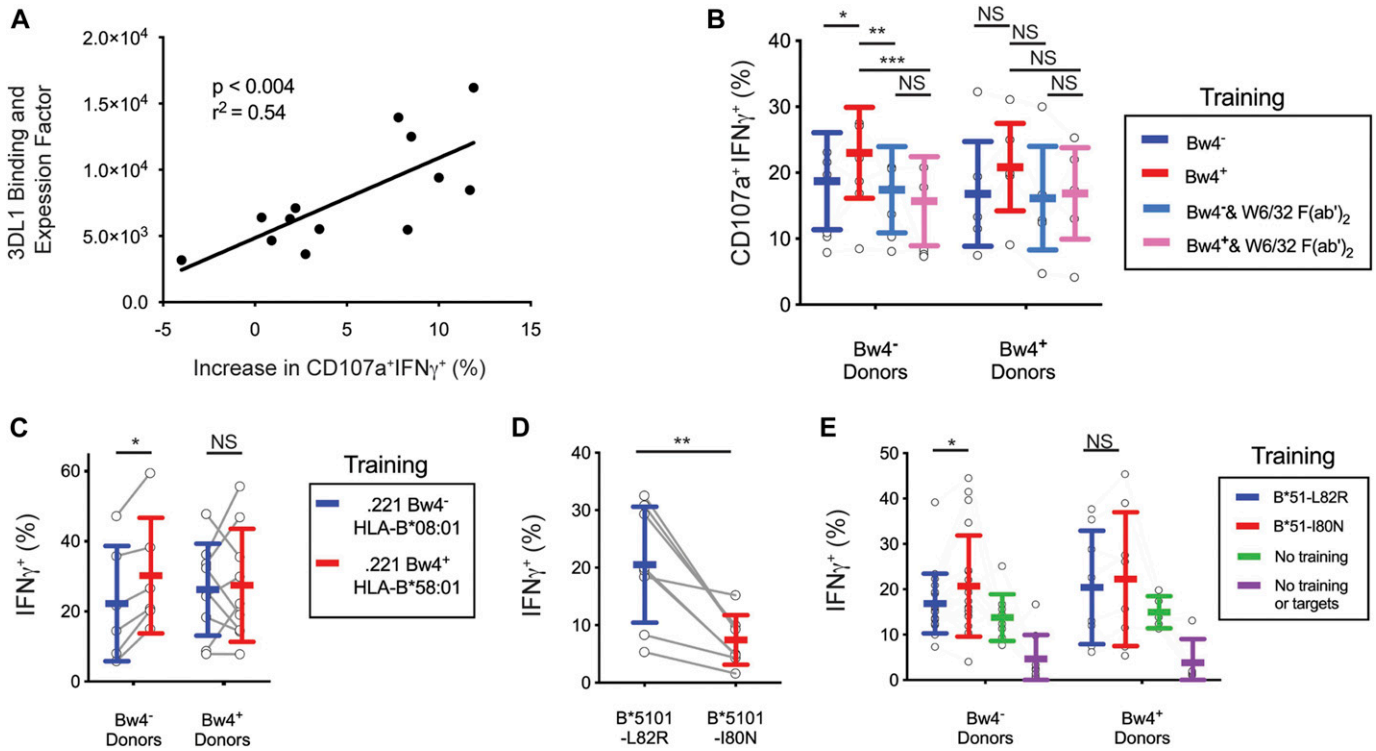 A
3DL1 Binding and
Expession Factor
2.0×10⁴
1.5×10⁴
1.0×10⁴
5.0×10³
0.0
p < 0.004
r² = 0.54
-5
0
5
10
15
Increase in CD107a⁺IFNγ⁺ (%)
B
CD107a⁺ IFNγ⁺ (%)
40
30
20
10
0
*
**
***
NS
NS
NS
NS
NS
Bw4⁻
Donors
Bw4⁺
Donors
Training
Bw4⁻
Bw4⁺
Bw4⁻& W6/32 F(ab')₂
Bw4⁺& W6/32 F(ab')₂
C
IFNγ⁺ (%)
60
40
20
0
*
NS
Bw4⁻
Donors
Bw4⁺
Donors
Training
.221 Bw4⁻
HLA-B*08:01
.221 Bw4⁺
HLA-B*58:01
D
IFNγ⁺ (%)
40
30
20
10
0
**
B*5101
-L82R
B*5101
-I80N
E
IFNγ⁺ (%)
50
40
30
20
10
0
*
NS
Bw4⁻
Donors
Bw4⁺
Donors
Training
B*51-L82R
B*51-I80N
No training
No training
or targets